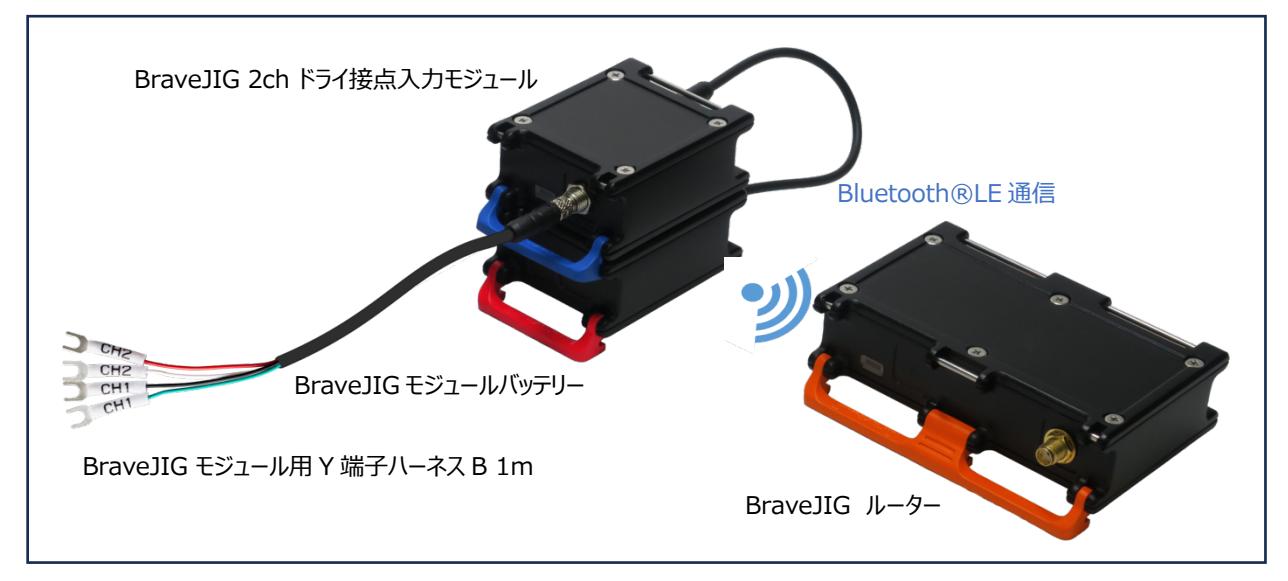 BraveJIG 2ch ドライ接点入力モジュール
Bluetooth®LE 通信
CH2
CH2
CH1
CH1
BraveJIG モジュールバッテリー
BraveJIG モジュール用 Y 端子ハーネス B 1m
BraveJIG ルーター